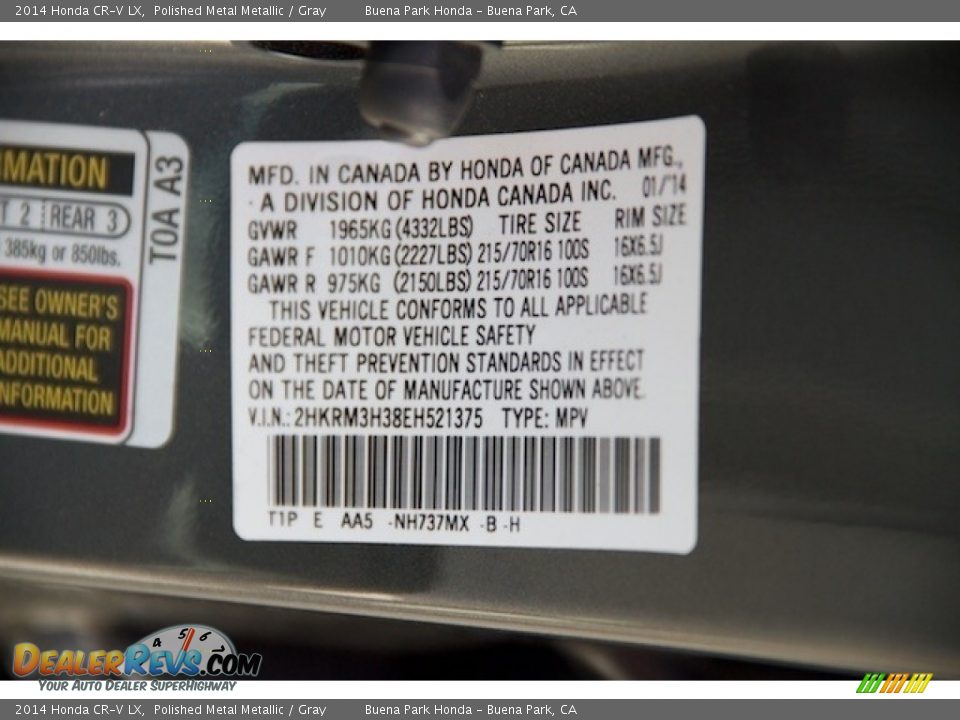 2014 Honda CR-V LX, Polished Metal Metallic / Gray Buena Park Honda - Buena Park, CA
MATION
T 2 REAR 3
385kg or 850lbs.
SEE OWNER'S
MANUAL FOR
ADDITIONAL
INFORMATION
T0A A3
MFD. IN CANADA BY HONDA OF CANADA MFG.,
A DIVISION OF HONDA CANADA INC. 01/'14
GVWR 1965KG (4332LBS) TIRE SIZE RIM SIZE
GAWR F 1010KG (2227LBS) 215/70R16 100S 16X6.5J
GAWR R 975KG (2150LBS) 215/70R16 100S 16X6.5J
THIS VEHICLE CONFORMS TO ALL APPLICABLE
FEDERAL MOTOR VEHICLE SAFETY
AND THEFT PREVENTION STANDARDS IN EFFECT
ON THE DATE OF MANUFACTURE SHOWN ABOVE.
V.I.N.: 2HKRM3H38EH521375 TYPE: MPV
T1P E AA5 -NH737MX -B -H
4 5 6
DEALERREVS.COM
YOUR AUTO DEALER SUPERHIGHWAY
2014 Honda CR-V LX, Polished Metal Metallic / Gray Buena Park Honda - Buena Park, CA